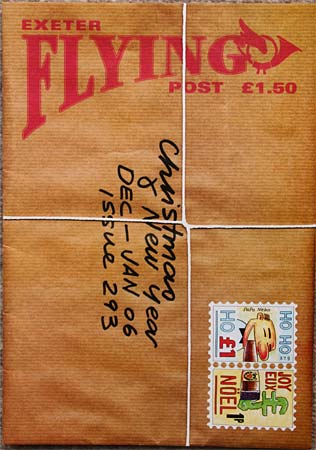 EXETER
FLYING
POST £1.50
Christmas
& New year
DEC - JAN 06
ISSUE 293
HO HO
HO
£1
JOY
NOEL
1P